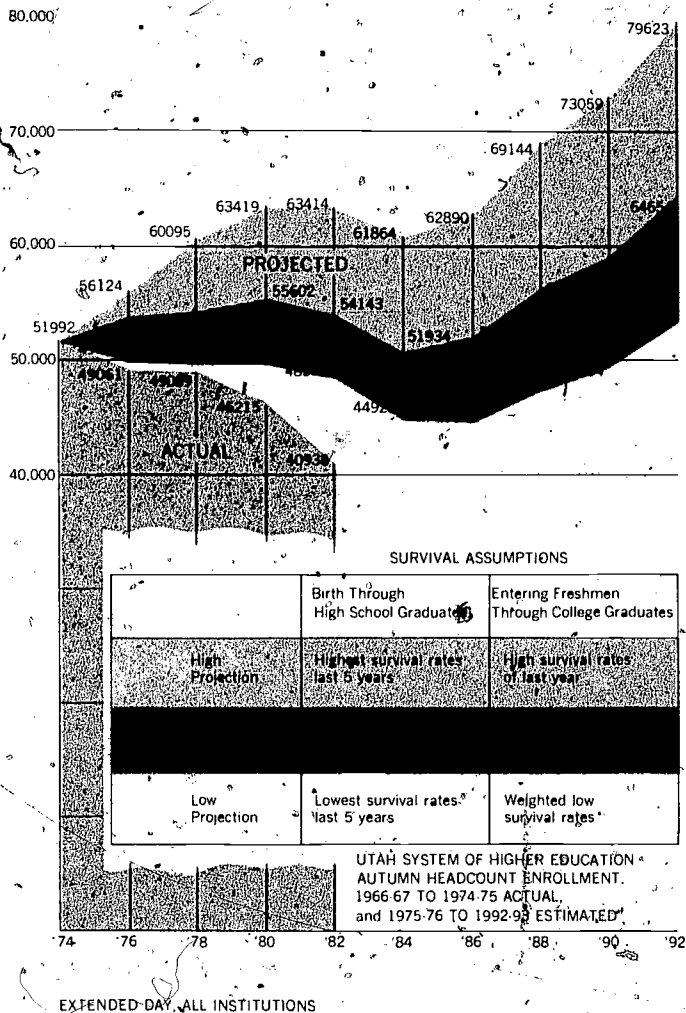 80,000
79623
73059
70,000
69144
63419 63414
62890
60095
61864
60,000
PROJECTED
56124
55602
54143
51992
51934
50,000
49061
46215
ACTUAL
40,000
SURVIVAL ASSUMPTIONS
Birth Through
High School Graduates
Entering Freshmen
Through College Graduates
High
Projection
Highest survival rates
last 5 years
High survival rates
of last year
Low
Projection
Lowest survival rates
last 5 years
Weighted low
survival rates
UTAH SYSTEM OF HIGHER EDUCATION
AUTUMN HEADCOUNT ENROLLMENT.
1966-67 TO 1974-75 ACTUAL,
and 1975-76 TO 1992-93 ESTIMATED
'74 '76 '78 '80 '82 '84 '86 '88 '90 '92
EXTENDED DAY, ALL INSTITUTIONS